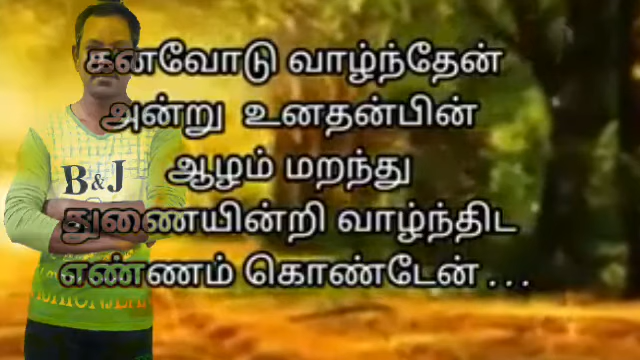 கனவோடு வாழ்ந்தேன்
அன்று உனதன்பின்
ஆழம் மறந்து
B&J
துணையின்றி வாழ்ந்திட
எண்ணம் கொண்டேன் . . .